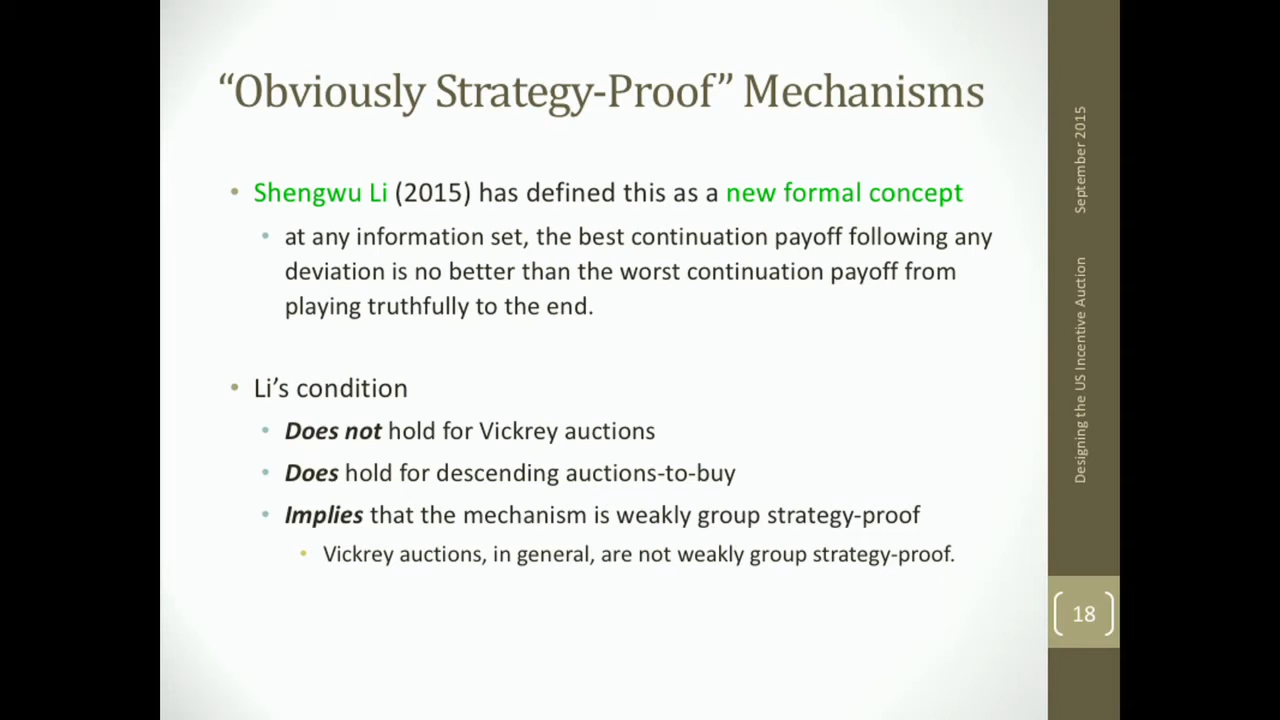 “Obviously Strategy-Proof” Mechanisms
• Shengwu Li (2015) has defined this as a new formal concept
• at any information set, the best continuation payoff following any
deviation is no better than the worst continuation payoff from
playing truthfully to the end.
• Li’s condition
• Does not hold for Vickrey auctions
• Does hold for descending auctions-to-buy
• Implies that the mechanism is weakly group strategy-proof
• Vickrey auctions, in general, are not weakly group strategy-proof.
September 2015
Designing the US Incentive Auction
18